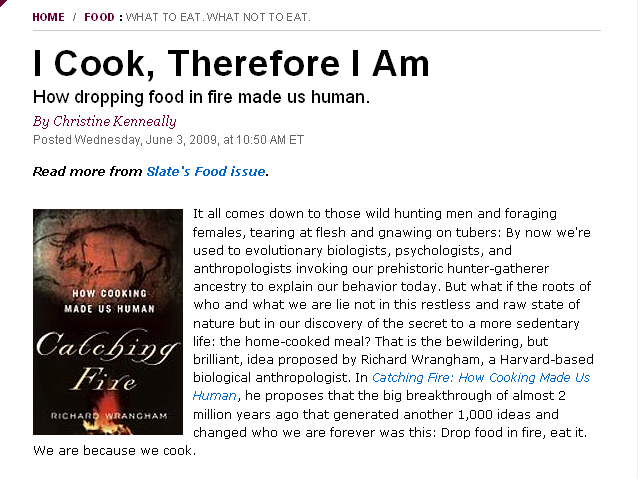 HOME / FOOD : WHAT TO EAT. WHAT NOT TO EAT.
I Cook, Therefore I Am
How dropping food in fire made us human.
By Christine Kenneally
Posted Wednesday, June 3, 2009, at 10:50 AM ET
Read more from Slate's Food issue.
HOW COOKING
MADE US HUMAN
Catching
Fire
RICHARD WRANGHAM
It all comes down to those wild hunting men and foraging
females, tearing at flesh and gnawing on tubers: By now we're
used to evolutionary biologists, psychologists, and
anthropologists invoking our prehistoric hunter-gatherer
ancestry to explain our behavior today. But what if the roots of
who and what we are lie not in this restless and raw state of
nature but in our discovery of the secret to a more sedentary
life: the home-cooked meal? That is the bewildering, but
brilliant, idea proposed by Richard Wrangham, a Harvard-based
biological anthropologist. In Catching Fire: How Cooking Made Us
Human, he proposes that the big breakthrough of almost 2
million years ago that generated another 1,000 ideas and
changed who we are forever was this: Drop food in fire, eat it.
We are because we cook.